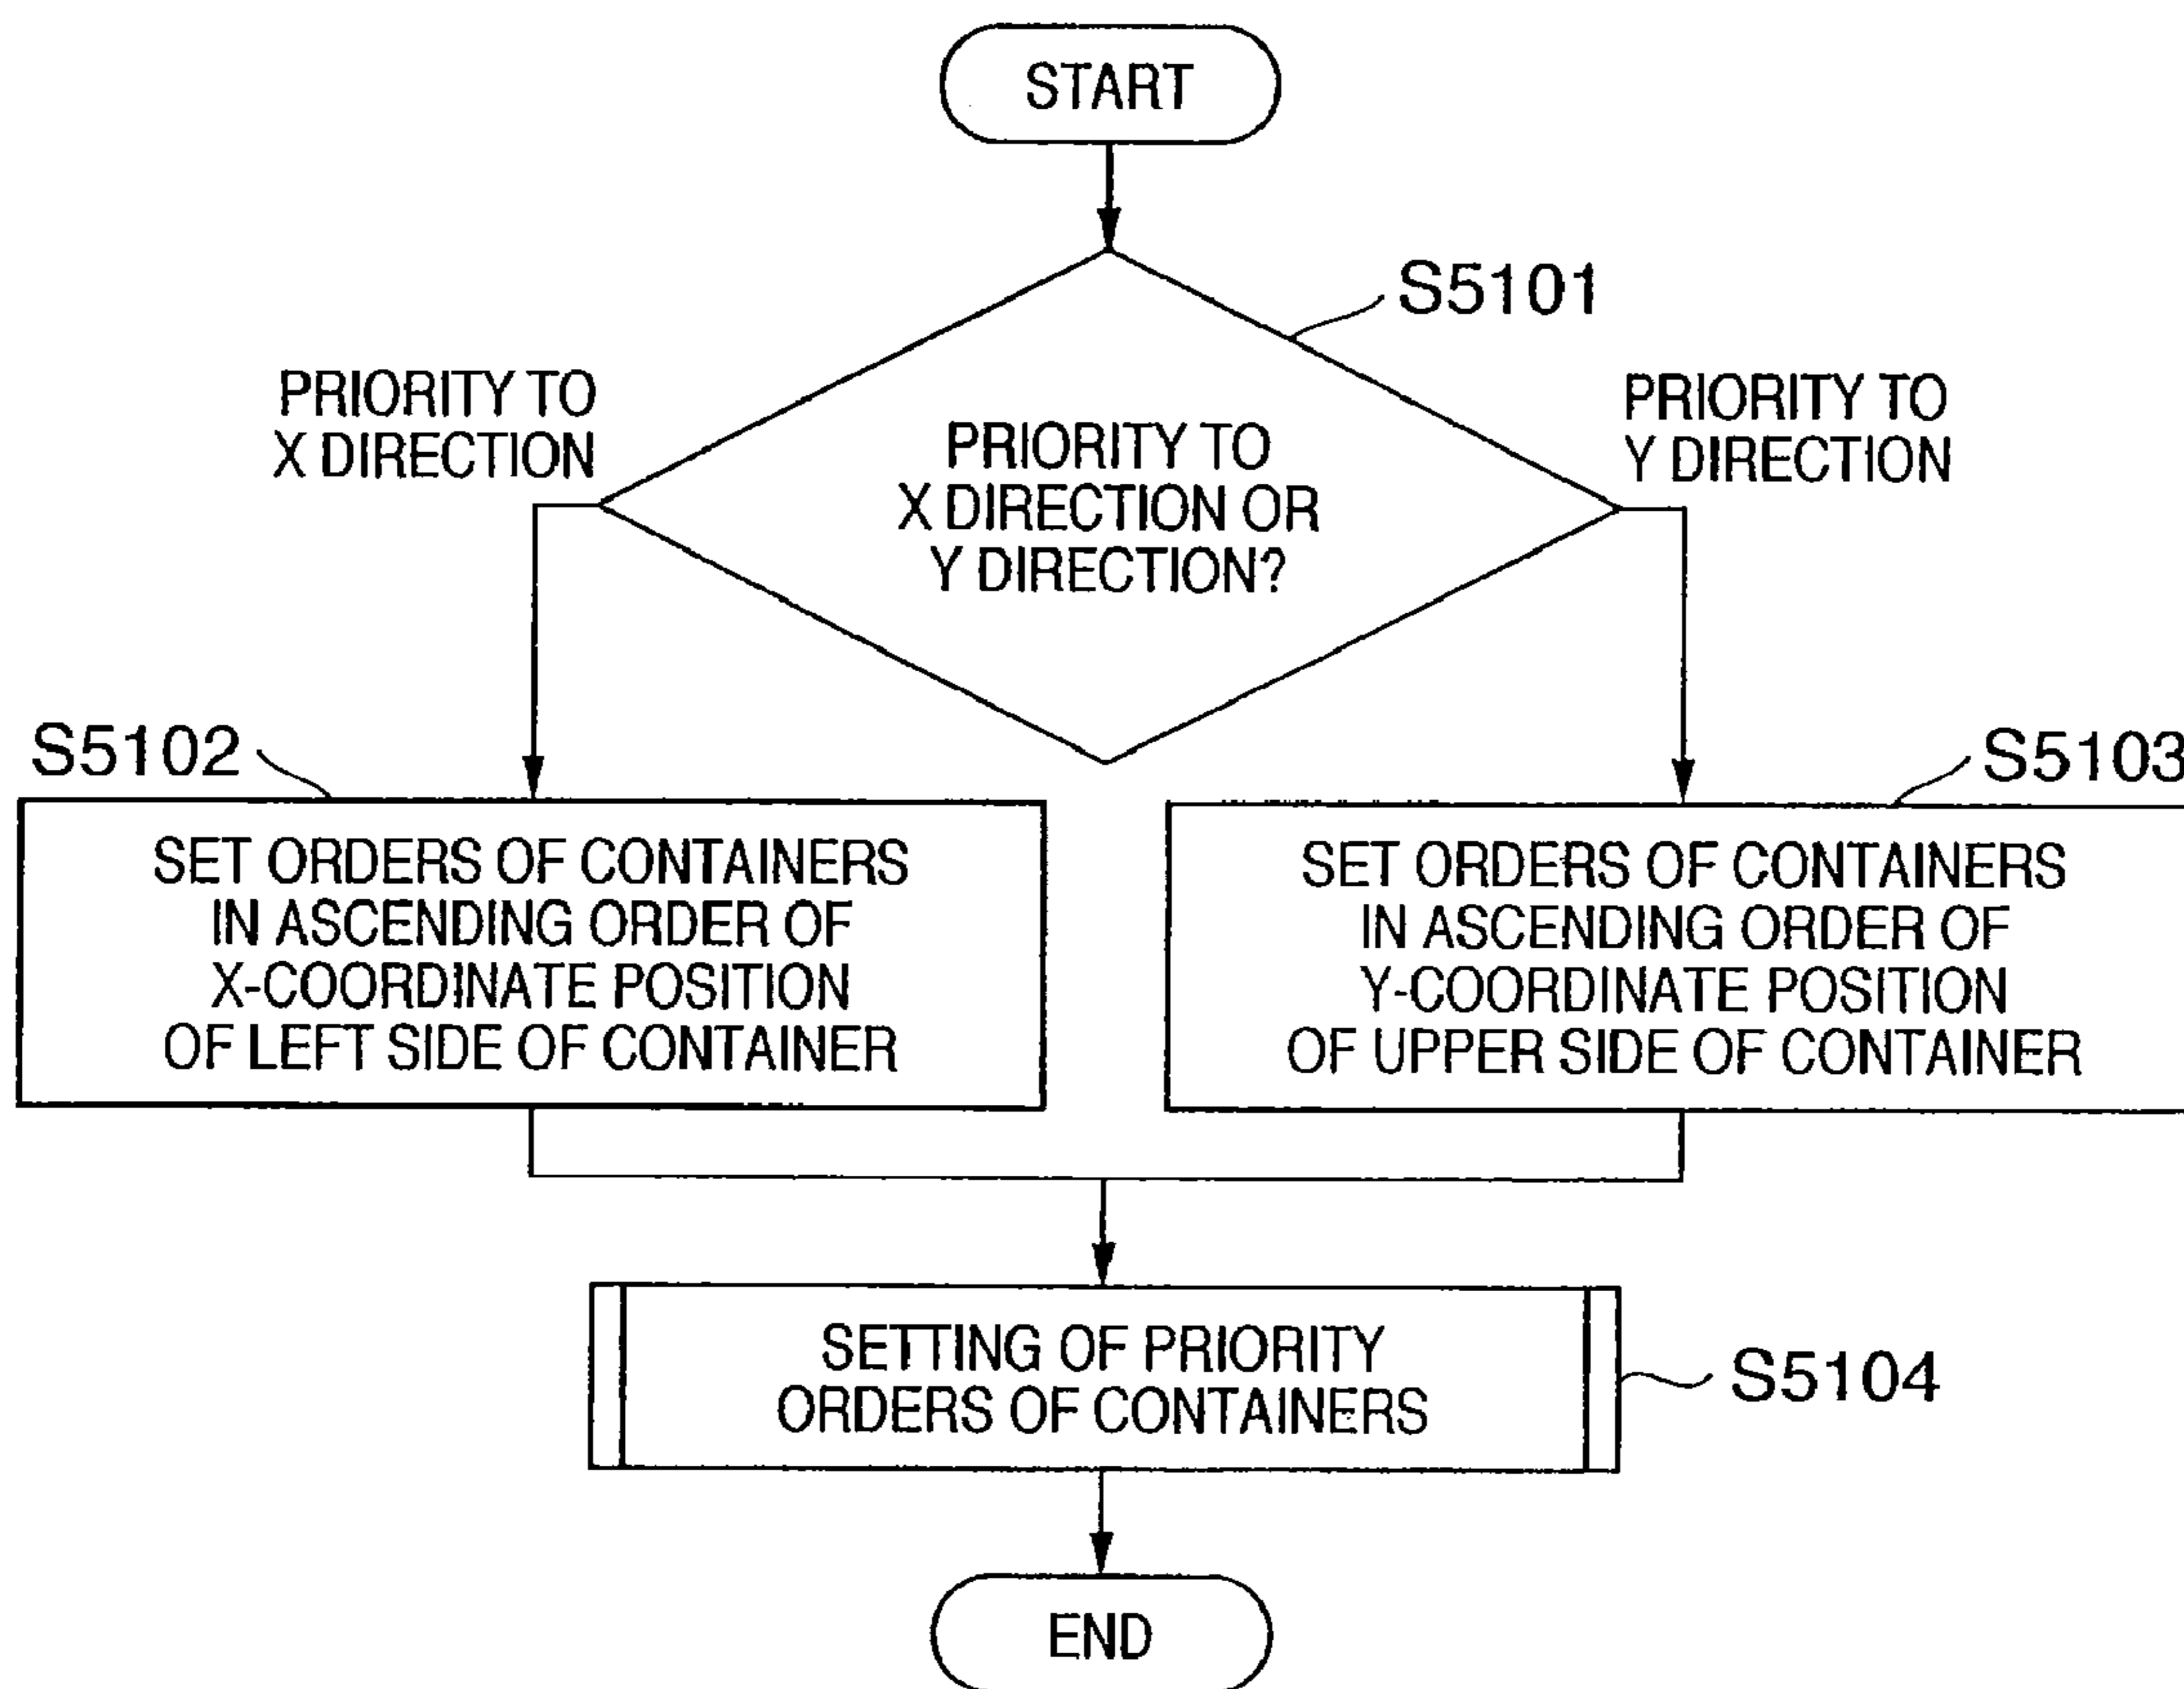 START
S5101
PRIORITY TO
X DIRECTION
PRIORITY TO
X DIRECTION OR
Y DIRECTION?
PRIORITY TO
Y DIRECTION
S5102
SET ORDERS OF CONTAINERS
IN ASCENDING ORDER OF
X-COORDINATE POSITION
OF LEFT SIDE OF CONTAINER
S5103
SET ORDERS OF CONTAINERS
IN ASCENDING ORDER OF
Y-COORDINATE POSITION
OF UPPER SIDE OF CONTAINER
SETTING OF PRIORITY
ORDERS OF CONTAINERS
S5104
END